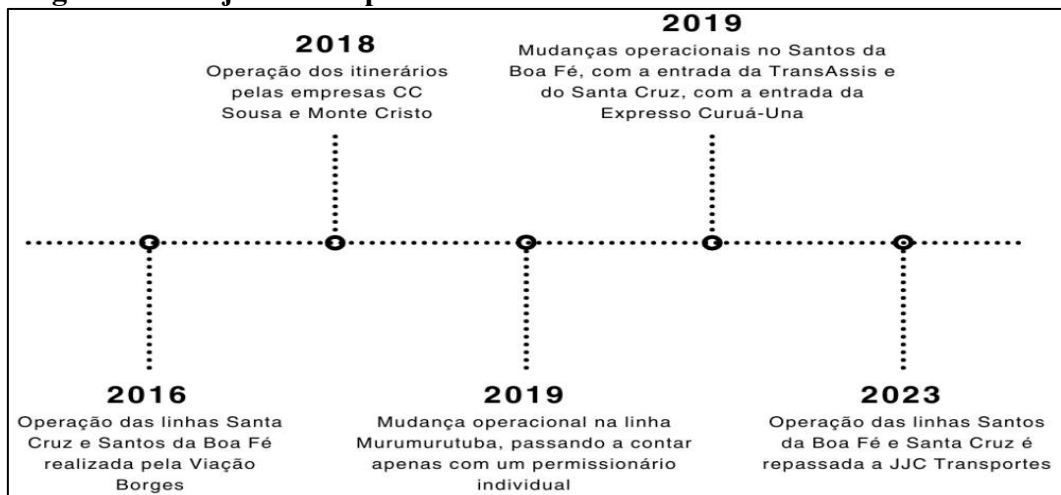 2018
Operação dos itinerários
pelas empresas CC
Sousa e Monte Cristo
2019
Mudanças operacionais no Santos da
Boa Fé, com a entrada da TransAssis e
do Santa Cruz, com a entrada da
Expresso Curuá-Una
2016
Operação das linhas Santa
Cruz e Santos da Boa Fé
realizada pela Viação
Borges
2019
Mudança operacional na linha
Murumurutuba, passando a contar
apenas com um permissionário
individual
2023
Operação das linhas Santos
da Boa Fé e Santa Cruz é
repassada a JJC Transportes